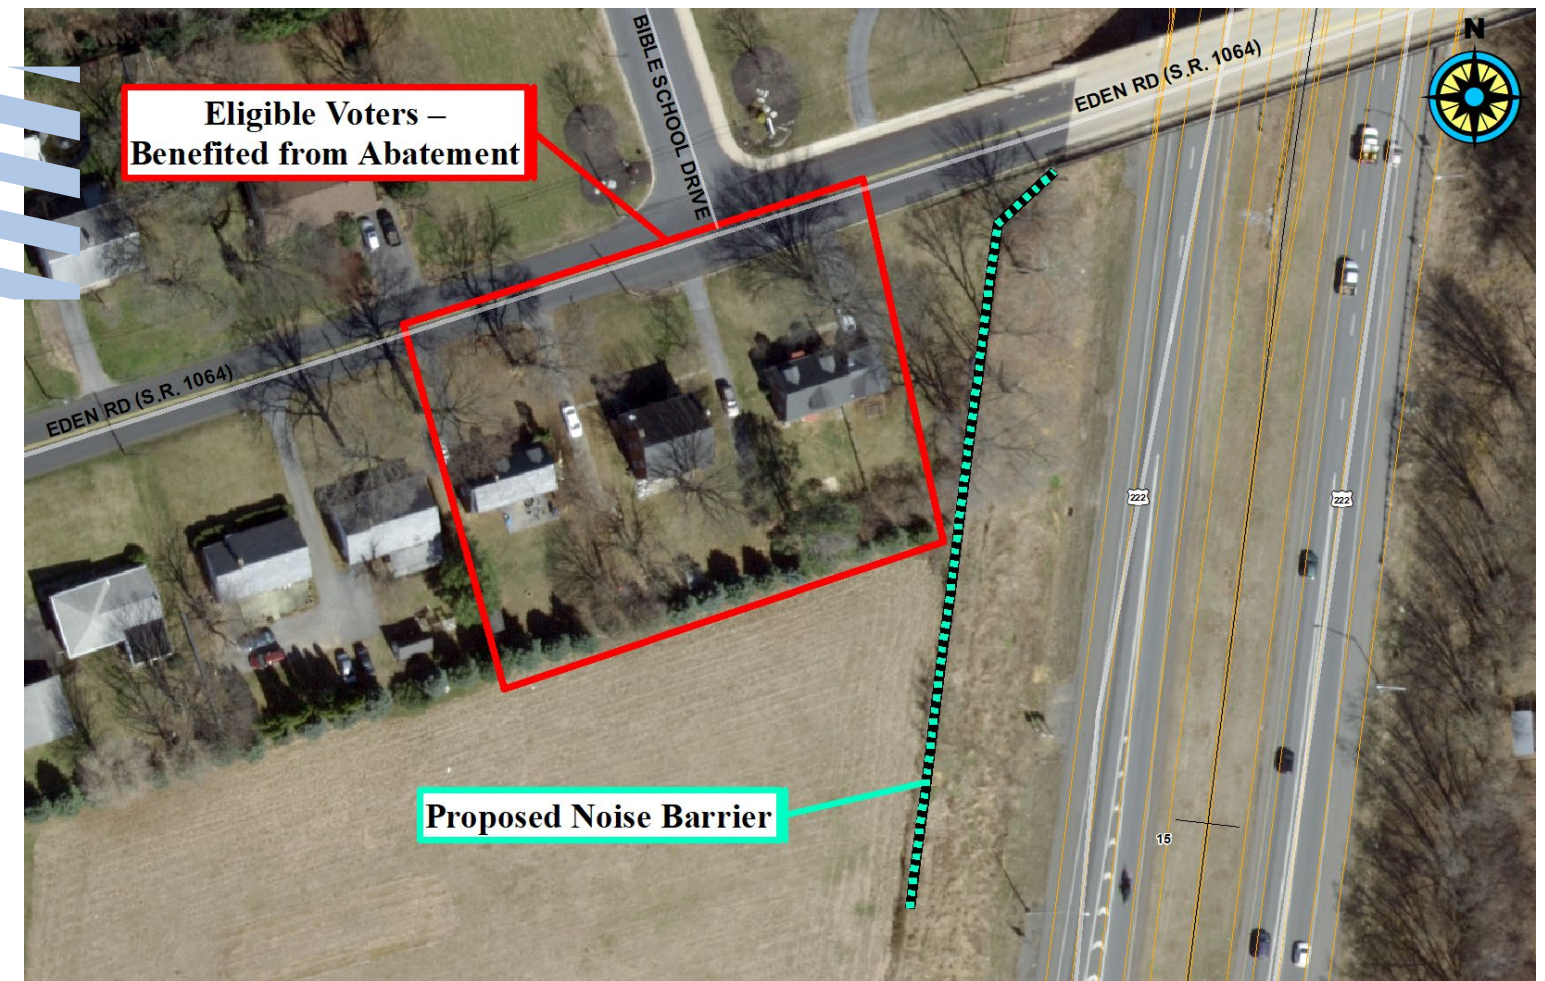 N
BIBLE SCHOOL DRIVE
EDEN RD (S.R. 1064)
Eligible Voters –
Benefited from Abatement
EDEN RD (S.R. 1064)
222
222
Proposed Noise Barrier
15